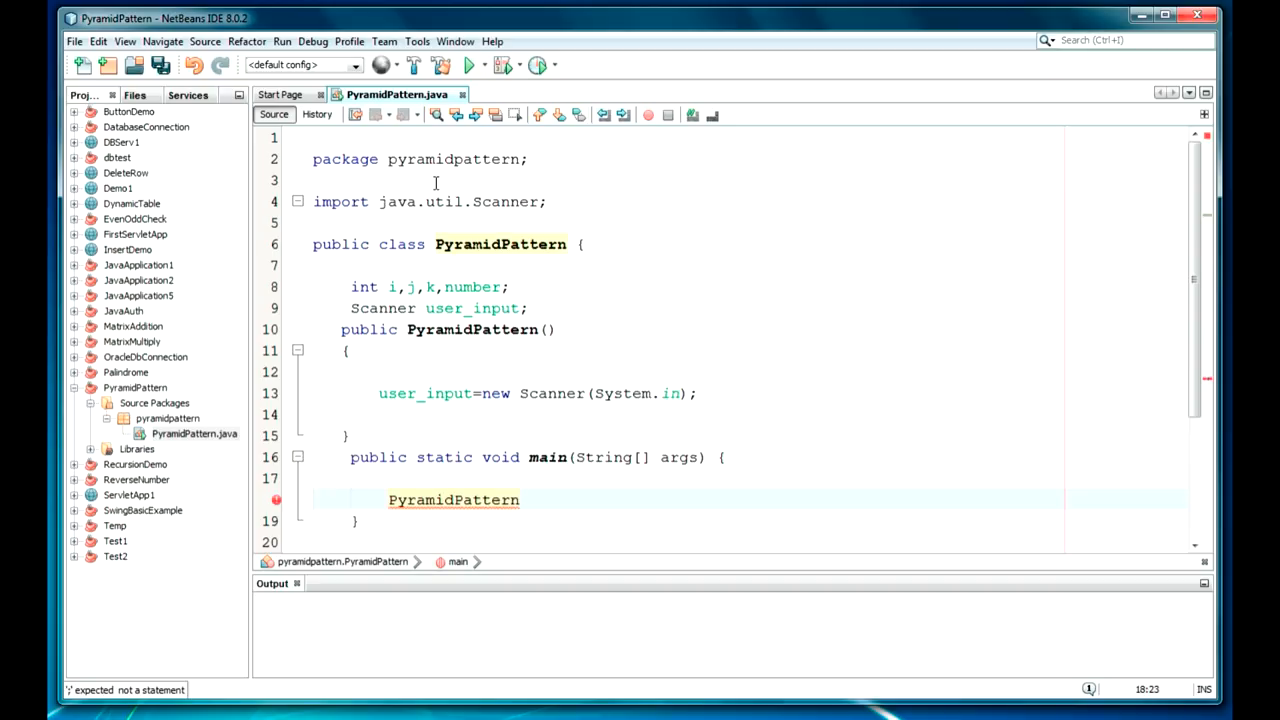 PyramidPattern - NetBeans IDE 8.0.2
File Edit View Navigate Source Refactor Run Debug Profile Team Tools Window Help
Search (Ctrl+I)
<default config>
Proj... Files Services
Start Page PyramidPattern.java
Source History
ButtonDemo
DatabaseConnection
DBServ1
dbtest
DeleteRow
Demo1
DynamicTable
EvenOddCheck
FirstServletApp
InsertDemo
JavaApplication1
JavaApplication2
JavaApplication5
JavaAuth
MatrixAddition
MatrixMultiply
OracleDbConnection
Palindrome
PyramidPattern
Source Packages
pyramidpattern
PyramidPattern.java
Libraries
RecursionDemo
ReverseNumber
ServletApp1
SwingBasicExample
Temp
Test1
Test2
1
2 package pyramidpattern;
3
4 import java.util.Scanner;
5
6 public class PyramidPattern {
7
8 int i,j,k,number;
9 Scanner user_input;
10 public PyramidPattern()
11 {
12
13 user_input=new Scanner(System.in);
14
15 }
16 public static void main(String[] args) {
17
PyramidPattern
19 }
20
pyramidpattern.PyramidPattern main
Output
';' expected not a statement
1 18:23 INS